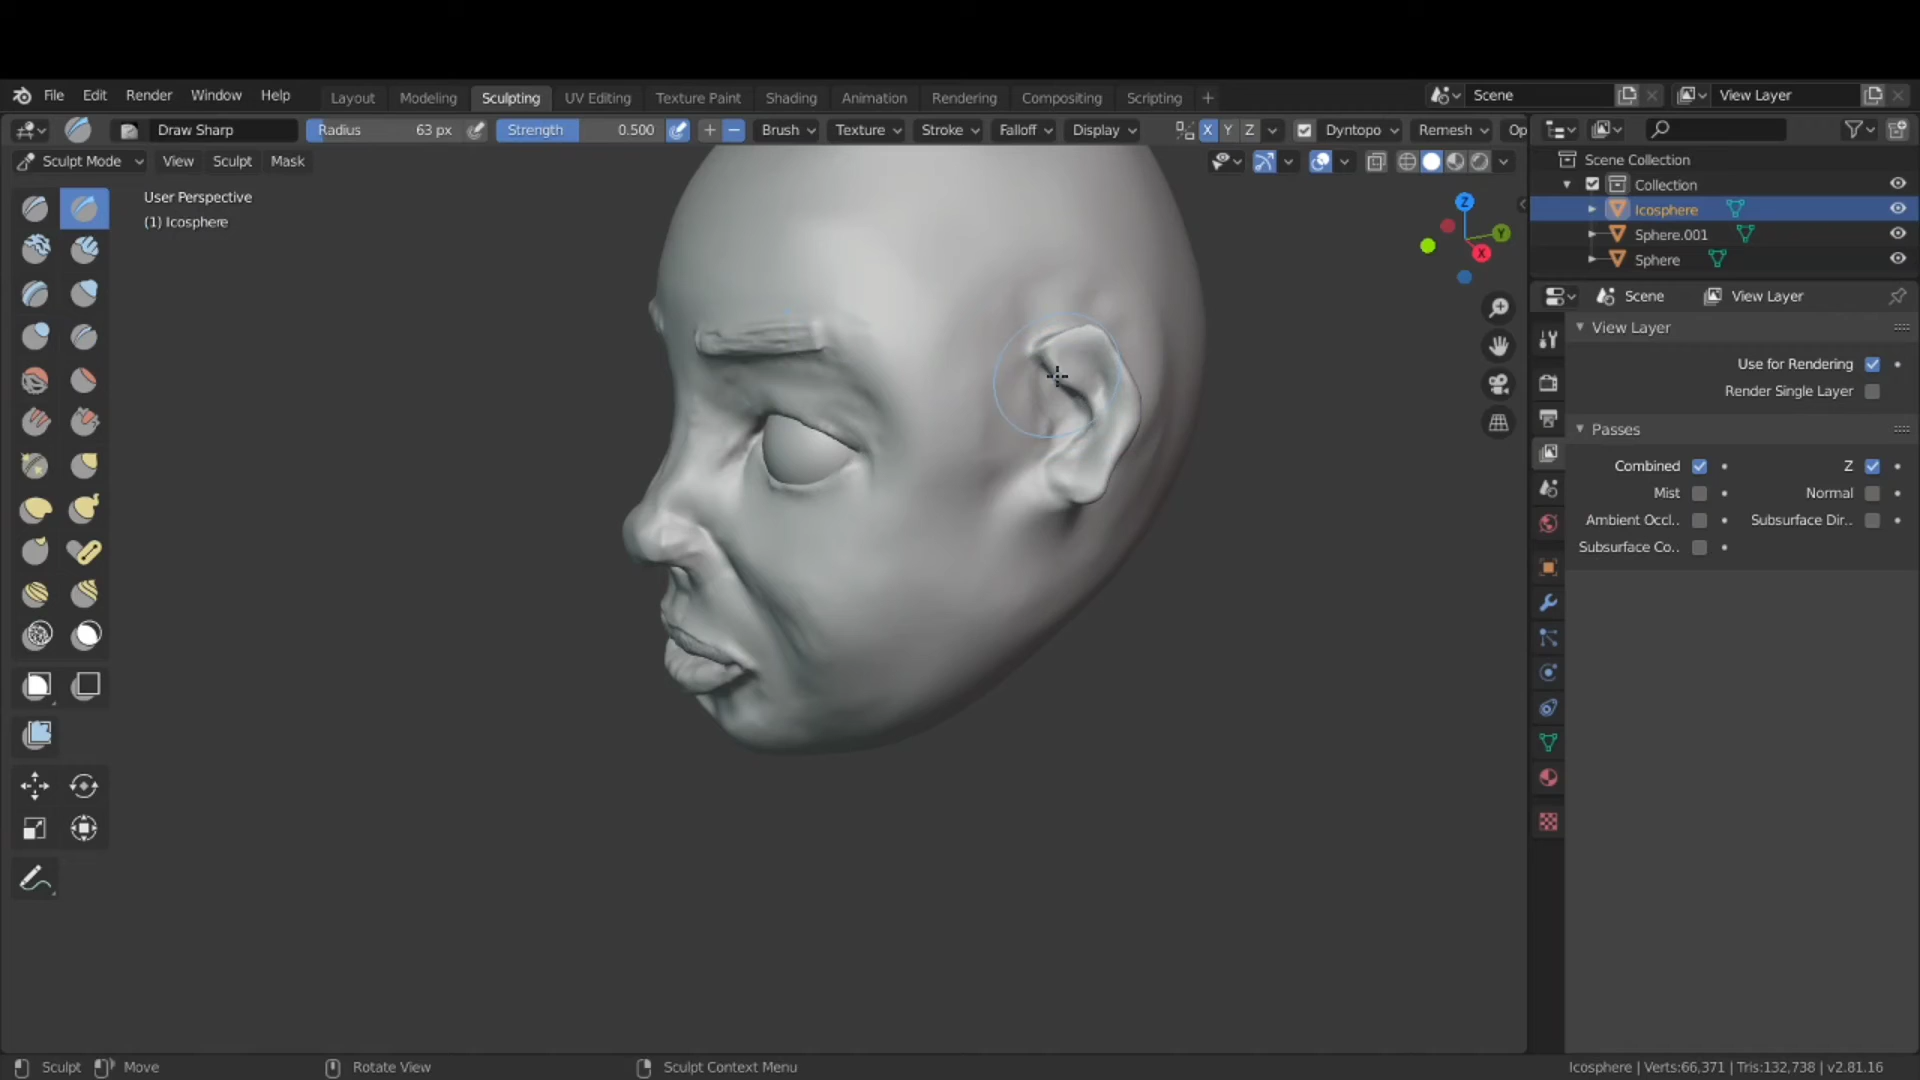 File Edit Render Window Help Layout Modeling Sculpting UV Editing Texture Paint Shading Animation Rendering Compositing Scripting + Scene View Layer
Draw Sharp Radius 63 px Strength 0.500 Brush Texture Stroke Falloff Display X Y Z Dyntopo Remesh Op
Sculpt Mode View Sculpt Mask
User Perspective
(1) Icosphere
Z
Y
X
Scene Collection
Collection
Icosphere
Sphere.001
Sphere
Scene View Layer
View Layer
Use for Rendering
Render Single Layer
Passes
Combined Z
Mist Normal
Ambient Occl.. Subsurface Dir..
Subsurface Co..
Sculpt Move Rotate View Sculpt Context Menu Icosphere | Verts:66,371 | Tris:132,738 | v2.81.16